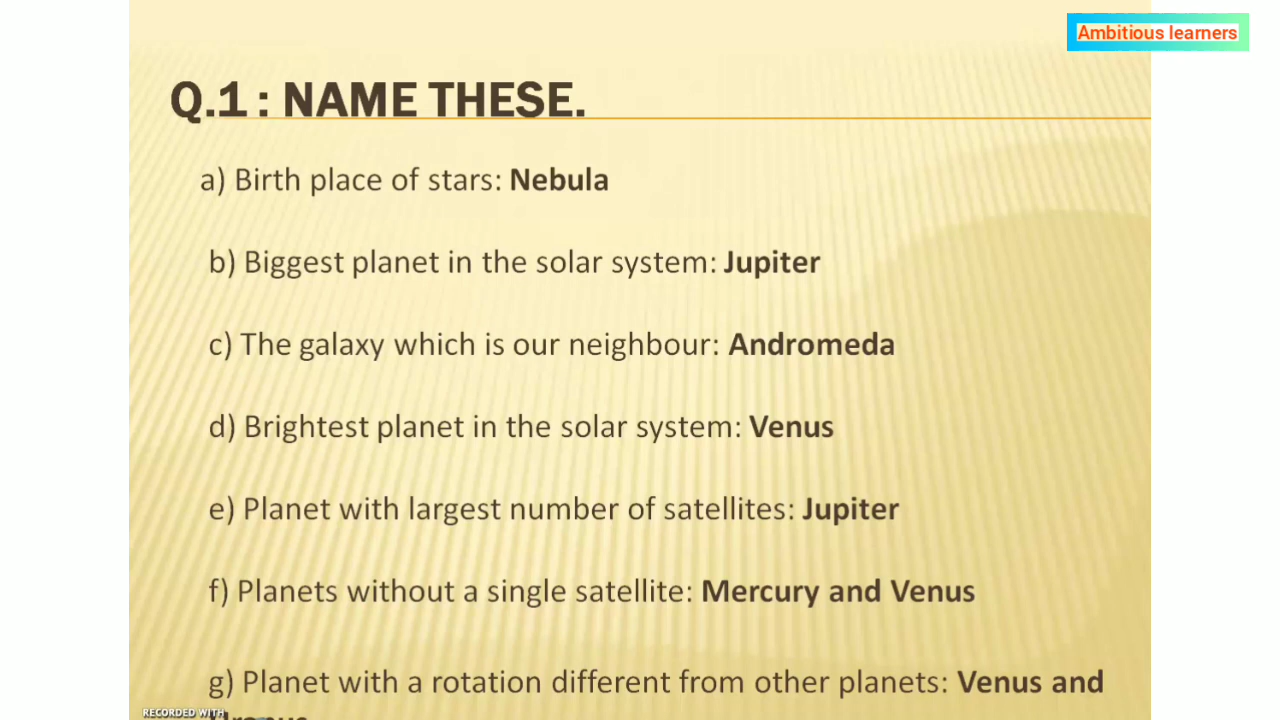 Ambitious learners
Q.1 : NAME THESE.
a) Birth place of stars: Nebula
b) Biggest planet in the solar system: Jupiter
c) The galaxy which is our neighbour: Andromeda
d) Brightest planet in the solar system: Venus
e) Planet with largest number of satellites: Jupiter
f) Planets without a single satellite: Mercury and Venus
g) Planet with a rotation different from other planets: Venus and
RECORDED WITH